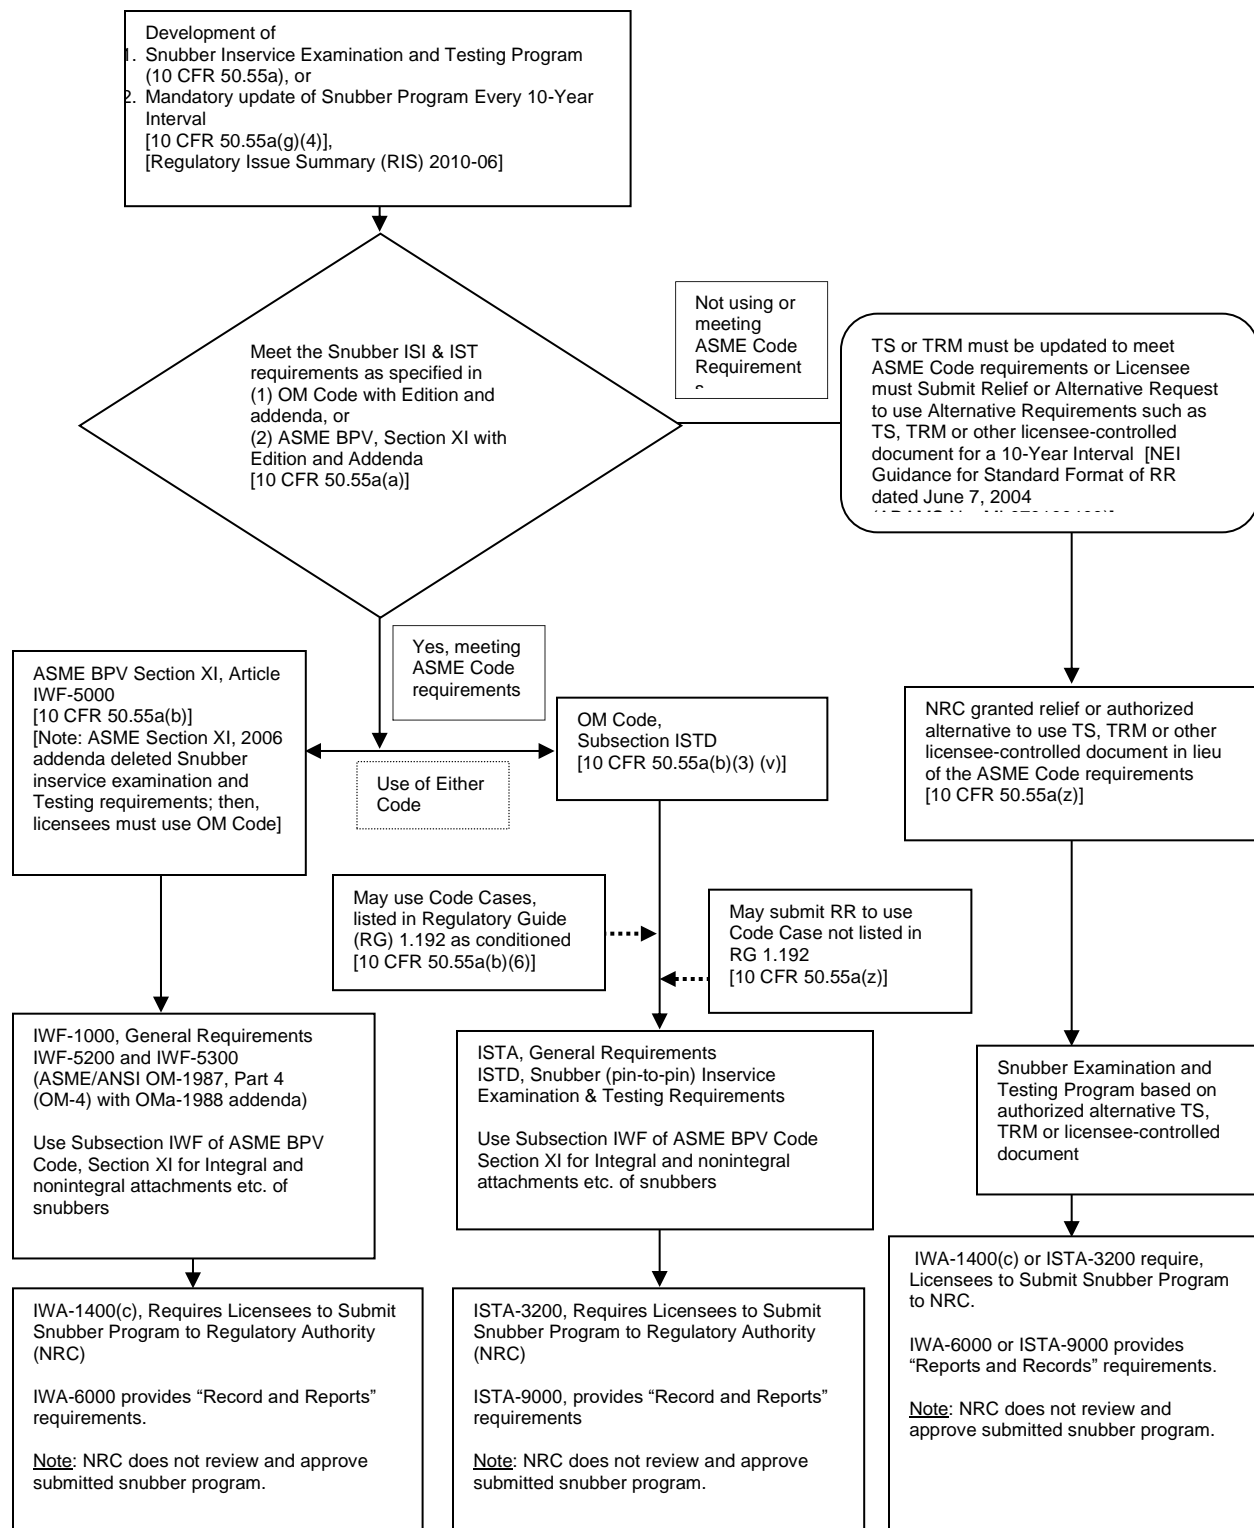 Development of
1. Snubber Inservice Examination and Testing Program
(10 CFR 50.55a), or
2. Mandatory update of Snubber Program Every 10-Year
Interval
[10 CFR 50.55a(g)(4)],
[Regulatory Issue Summary (RIS) 2010-06]
Meet the Snubber ISI & IST
requirements as specified in
(1) OM Code with Edition and
addenda, or
(2) ASME BPV, Section XI with
Edition and Addenda
[10 CFR 50.55a(a)]
Not using or
meeting
ASME Code
Requirement
s
TS or TRM must be updated to meet
ASME Code requirements or Licensee
must Submit Relief or Alternative Request
to use Alternative Requirements such as
TS, TRM or other licensee-controlled
document for a 10-Year Interval [NEI
Guidance for Standard Format of RR
dated June 7, 2004
Yes, meeting
ASME Code
requirements
ASME BPV Section XI, Article
IWF-5000
[10 CFR 50.55a(b)]
[Note: ASME Section XI, 2006
addenda deleted Snubber
inservice examination and
Testing requirements; then,
licensees must use OM Code]
Use of Either
Code
OM Code,
Subsection ISTD
[10 CFR 50.55a(b)(3) (v)]
NRC granted relief or authorized
alternative to use TS, TRM or other
licensee-controlled document in lieu
of the ASME Code requirements
[10 CFR 50.55a(z)]
May use Code Cases,
listed in Regulatory Guide
(RG) 1.192 as conditioned
[10 CFR 50.55a(b)(6)]
May submit RR to use
Code Case not listed in
RG 1.192
[10 CFR 50.55a(z)]
IWF-1000, General Requirements
IWF-5200 and IWF-5300
(ASME/ANSI OM-1987, Part 4
(OM-4) with OMa-1988 addenda)
Use Subsection IWF of ASME BPV
Code, Section XI for Integral and
nonintegral attachments etc. of
snubbers
ISTA, General Requirements
ISTD, Snubber (pin-to-pin) Inservice
Examination & Testing Requirements
Use Subsection IWF of ASME BPV Code
Section XI for Integral and nonintegral
attachments etc. of snubbers
Snubber Examination and
Testing Program based on
authorized alternative TS,
TRM or licensee-controlled
document
IWA-1400(c), Requires Licensees to Submit
Snubber Program to Regulatory Authority
(NRC)
IWA-6000 provides “Record and Reports”
requirements.
Note: NRC does not review and approve
submitted snubber program.
ISTA-3200, Requires Licensees to Submit
Snubber Program to Regulatory Authority
(NRC)
ISTA-9000, provides “Record and Reports”
requirements
Note: NRC does not review and approve
submitted snubber program.
IWA-1400(c) or ISTA-3200 require,
Licensees to Submit Snubber Program
to NRC.
IWA-6000 or ISTA-9000 provides
“Reports and Records” requirements.
Note: NRC does not review and
approve submitted snubber program.